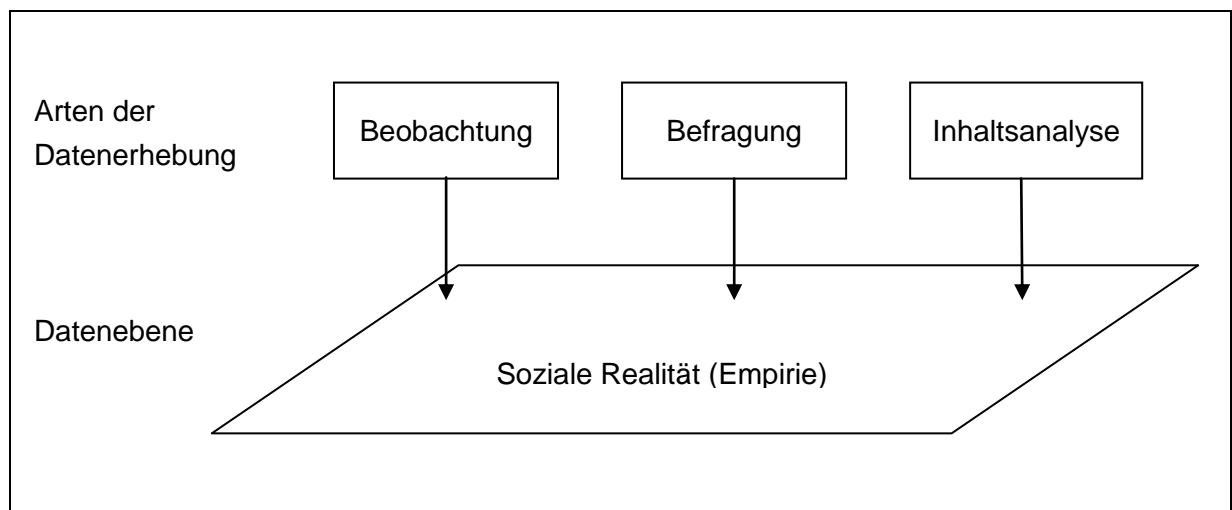 Arten der
Datenerhebung
Beobachtung
Befragung
Inhaltsanalyse
Datenebene
Soziale Realität (Empirie)